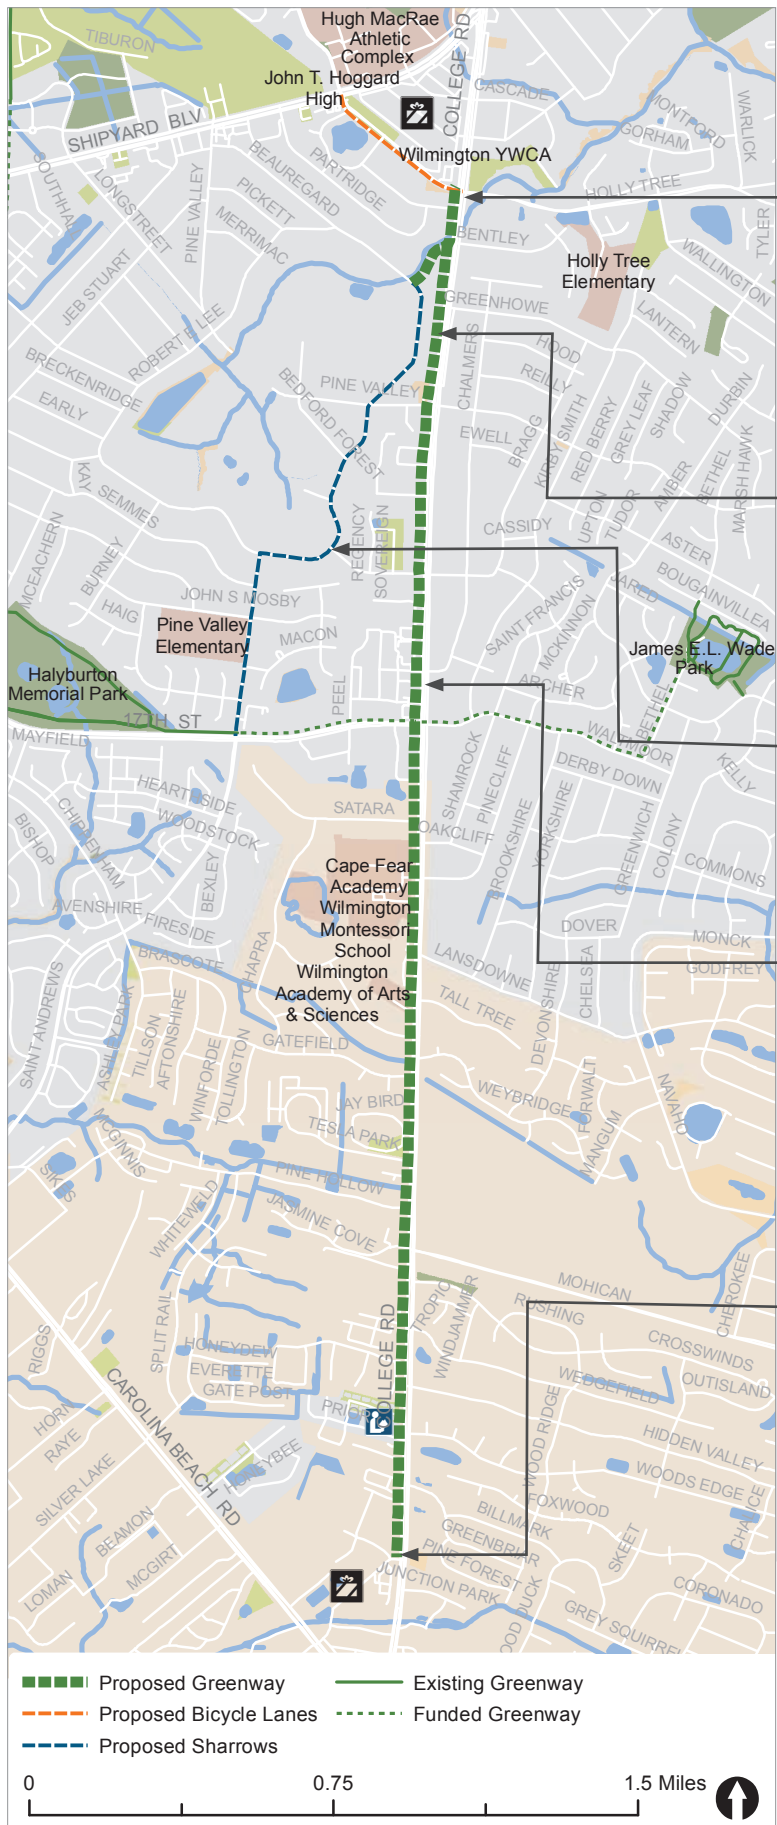 Hugh MacRae
Athletic
Complex
COLLEGE RD
TIBURON
John T. Hoggard
High
CASCADE
MONTFORD
WARLICK
SHIPYARD BLV
GORHAM
BEAUREGARD
PARTRIDGE
Wilmington YWCA
SOUTHHALL
LONGSTREET
PINE VALLEY
PICKETT
HOLLY TREE
MERRIMAC
BENTLEY
TYLER
Holly Tree
Elementary
WALLINGTON
JEB STUART
GREENHOWE
LANTERN
ROBERT E LEE
CHALMERS
HOOD
BRECKENRIDGE
BEDFORD FOREST
PINE VALLEY
REILLY
DURBIN
EARLY
SHADOW
GREY LEAF
RED BERRY
KIRBY SMITH
BRAGG
EWELL
KAY
SEMMES
AMBER
BETHEL
MARSH HAWK
MCEACHERN
BURNEY
REGENCY
SOVEREIGN
CASSIDY
UPTON
TUDOR
ASTER
BOUGAINVILLEA
JARED
HAIG
JOHN S MOSBY
SAINT FRANCIS
MCKINNON
Pine Valley
Elementary
MACON
James E.L. Wade
Park
Halyburton
Memorial Park
PEEL
ARCHER
BETHEL
17TH ST
MAYFIELD
WALTMOOR
DERBY DOWN
KELLY
HEARTHSIDE
SHAMROCK
PINECLIFF
SATARA
WOODSTOCK
CHIPPENHAM
BISHOP
OAKCLIFF
BROOKSHIRE
YORKSHIRE
GREENWICH
COLONY
COMMONS
BEXLEY
Cape Fear
Academy
Wilmington
Montessori
School
Wilmington
Academy of Arts
& Sciences
AVENSHIRE
FIRESIDE
DOVER
MONCK
GODFREY
BRASCOTE
CHAPRA
LANSDOWNE
CHELSEA
SAINT ANDREWS
ASHLEY PARK
TILLSON
AFTONSHIRE
WINFORDE
TOLLINGTON
TALL TREE
DEVONSHIRE
GATEFIELD
JAY BIRD
WEYBRIDGE
PORWALT
NAVAHO
MCGINNIS
TESLA PARK
MANGUM
SIKES
PINE HOLLOW
WHITEWELD
JASMINE COVE
MOHICAN
CHEROKEE
RIGGS
SPLIT RAIL
COLLEGE RD
TROPIC
WINDJAMMER
RUSHING
HONEYDEW
CROSSWINDS
EVERETTE
GATE POST
WEDGEFIELD
OUTISLAND
CAROLINA BEACH RD
PRIOR
HORN
RAYE
WOOD RIDGE
HIDDEN VALLEY
HONEYBEE
WOODS EDGE
SILVER LAKE
FOXWOOD
BILLMARK
CHALICE
BEAMON
GREENBRIAR
SKEET
MCGIRT
PINE FOREST
LOMAN
JUNCTION PARK
CORONADO
OOD DUCK
GREY SQUIRREL
Proposed Greenway
Existing Greenway
Proposed Bicycle Lanes
Funded Greenway
Proposed Sharrows
0
0.75
1.5 Miles